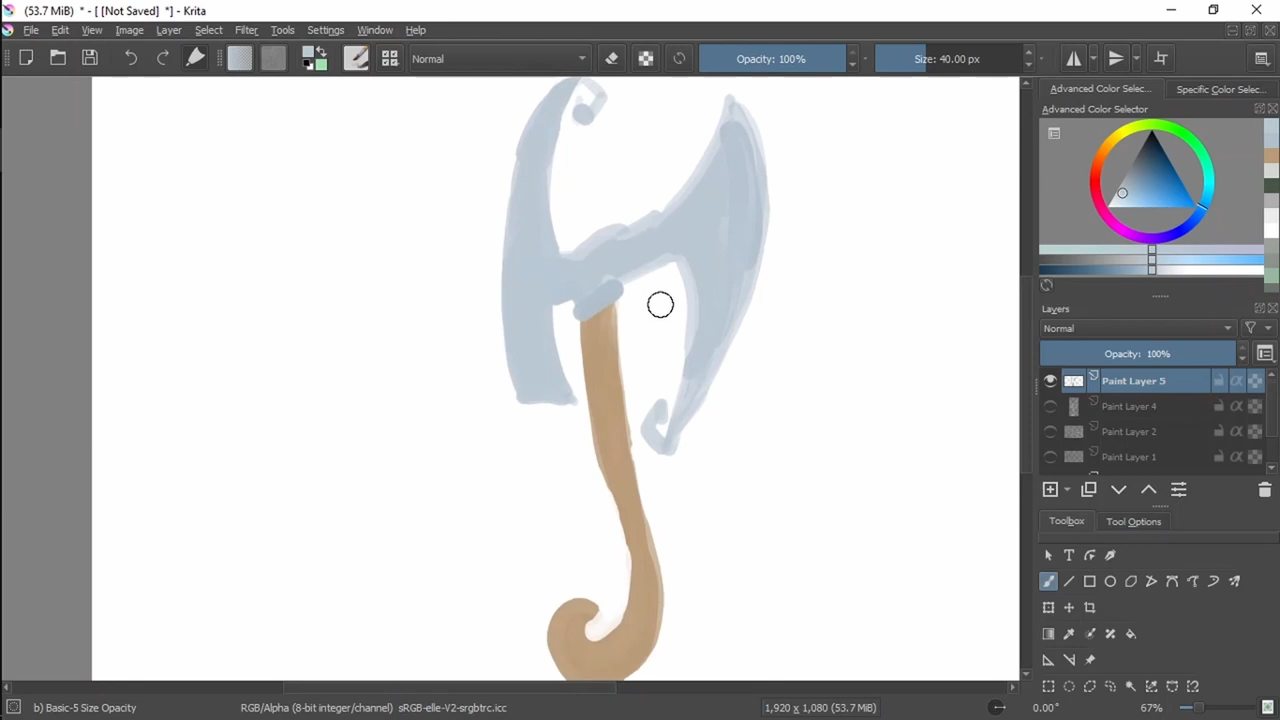 (53.7 MiB) * - [ [Not Saved] *] - Krita
File Edit View Image Layer Select Filter Tools Settings Window Help
Normal Opacity: 100% Size: 40.00 px
Advanced Color Selec... Specific Color Selec...
Advanced Color Selector
Layers
Normal
Opacity: 100%
Paint Layer 5
Paint Layer 4
Paint Layer 2
Paint Layer 1
Toolbox Tool Options
b) Basic-5 Size Opacity RGB/Alpha (8-bit integer/channel) sRGB-elle-V2-srgbtrc.icc 1,920 x 1,080 (53.7 MiB) 0.00° 67%